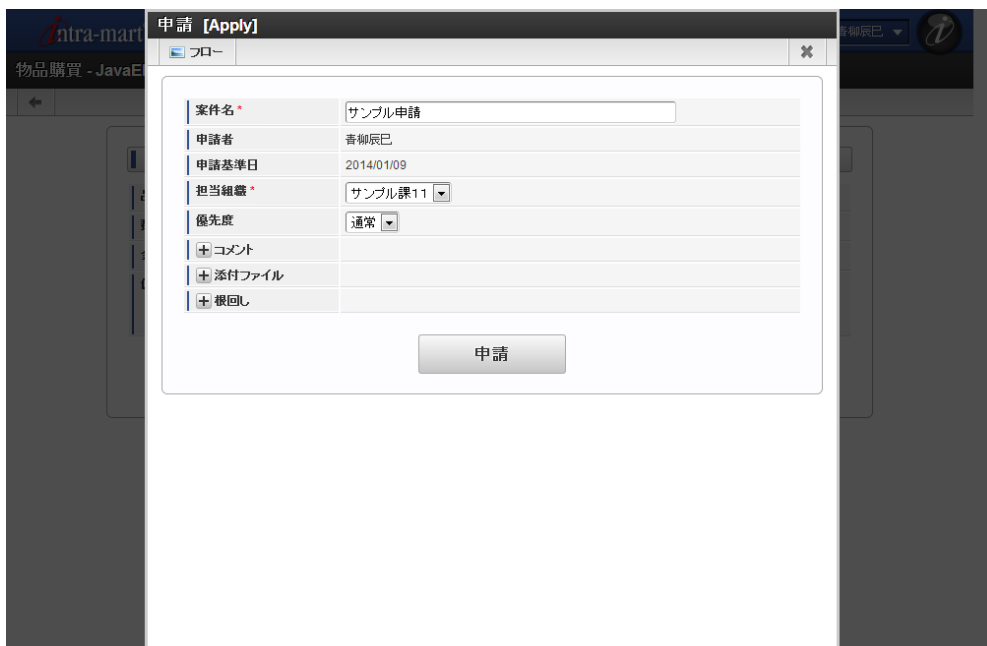 intra-mart
青柳辰巳
物品購買 - JavaE
申請 [Apply]
フロー
案件名* サンプル申請
申請者 青柳辰巳
申請基準日 2014/01/09
担当組織* サンプル課11
優先度 通常
コメント
添付ファイル
根回し
申請